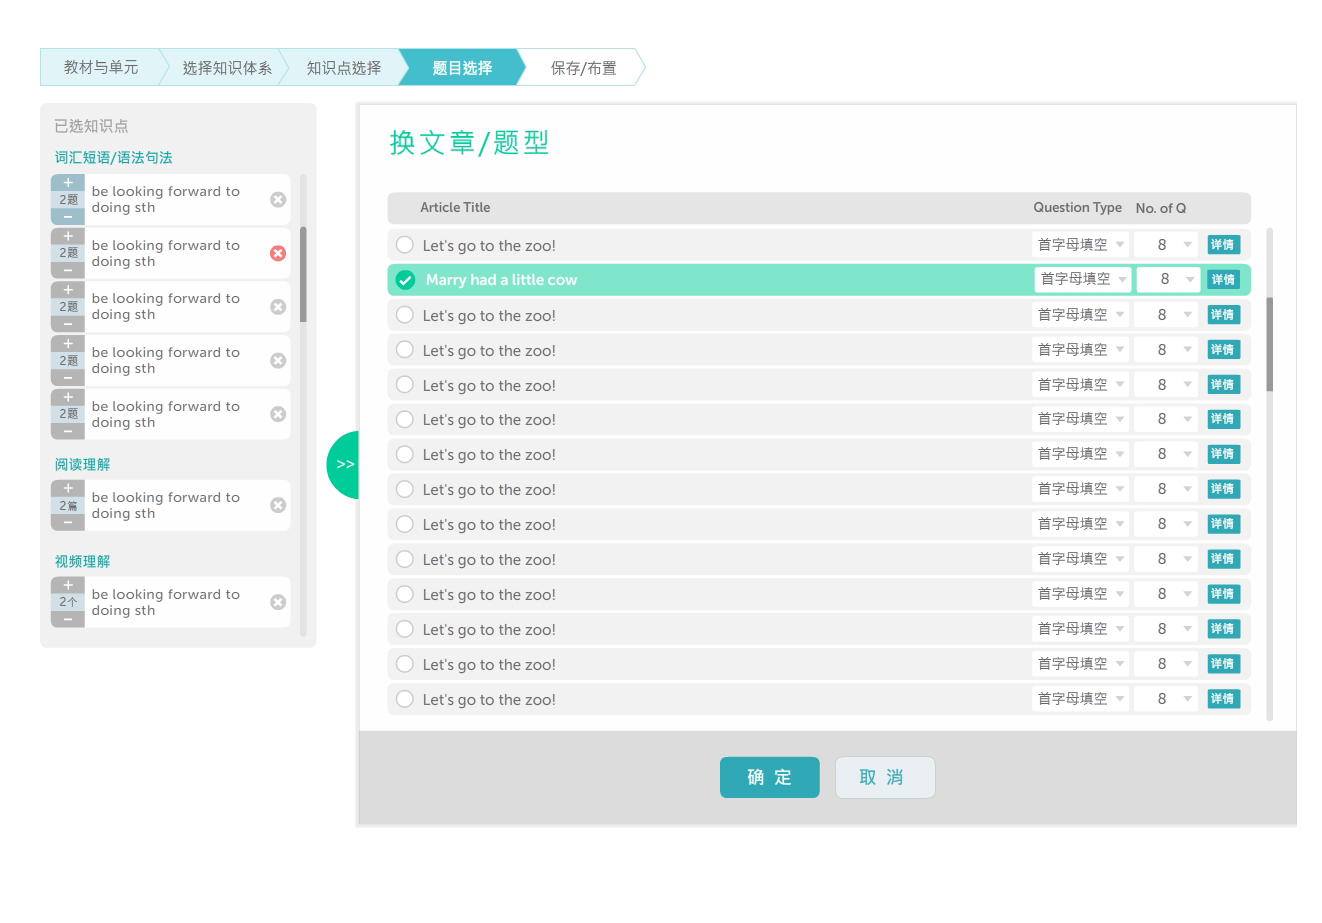 教材与单元
选择知识体系
知识点选择
题目选择
保存/布置
已选知识点
词汇短语/语法句法
+
2题
−
be looking forward to
doing sth
+
2题
−
be looking forward to
doing sth
+
2题
−
be looking forward to
doing sth
+
2题
−
be looking forward to
doing sth
+
2题
−
be looking forward to
doing sth
阅读理解
+
2篇
−
be looking forward to
doing sth
视频理解
+
2个
−
be looking forward to
doing sth
>>
换文章/题型
Article Title Question Type No. of Q
Let's go to the zoo! 首字母填空 8 详情
Marry had a little cow 首字母填空 8 详情
Let's go to the zoo! 首字母填空 8 详情
Let's go to the zoo! 首字母填空 8 详情
Let's go to the zoo! 首字母填空 8 详情
Let's go to the zoo! 首字母填空 8 详情
Let's go to the zoo! 首字母填空 8 详情
Let's go to the zoo! 首字母填空 8 详情
Let's go to the zoo! 首字母填空 8 详情
Let's go to the zoo! 首字母填空 8 详情
Let's go to the zoo! 首字母填空 8 详情
Let's go to the zoo! 首字母填空 8 详情
Let's go to the zoo! 首字母填空 8 详情
Let's go to the zoo! 首字母填空 8 详情
确 定
取 消